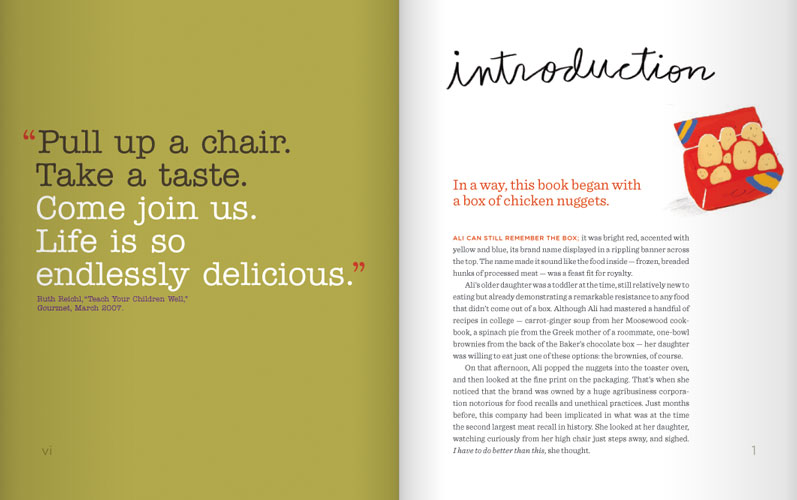 “Pull up a chair.
Take a taste.
Come join us.
Life is so
endlessly delicious.”
Ruth Reichl, “Teach Your Children Well,”
Gourmet, March 2007.
vi
introduction
In a way, this book began with
a box of chicken nuggets.
ALI CAN STILL REMEMBER THE BOX: it was bright red, accented with
yellow and blue, its brand name displayed in a rippling banner across
the top. The name made it sound like the food inside — frozen, breaded
hunks of processed meat — was a feast fit for royalty.
Ali's older daughter was a toddler at the time, still relatively new to
eating but already demonstrating a remarkable resistance to any food
that didn't come out of a box. Although Ali had mastered a handful of
recipes in college — carrot-ginger soup from her Moosewood cook-
book, a spinach pie from the Greek mother of a roommate, one-bowl
brownies from the back of the Baker's chocolate box — her daughter
was willing to eat just one of these options: the brownies, of course.
On that afternoon, Ali popped the nuggets into the toaster oven,
and then looked at the fine print on the packaging. That's when she
noticed that the brand was owned by a huge agribusiness corpora-
tion notorious for food recalls and unethical practices. Just months
before, this company had been implicated in what was at the time
the second largest meat recall in history. She looked at her daughter,
watching curiously from her high chair just steps away, and sighed.
I have to do better than this, she thought.
1